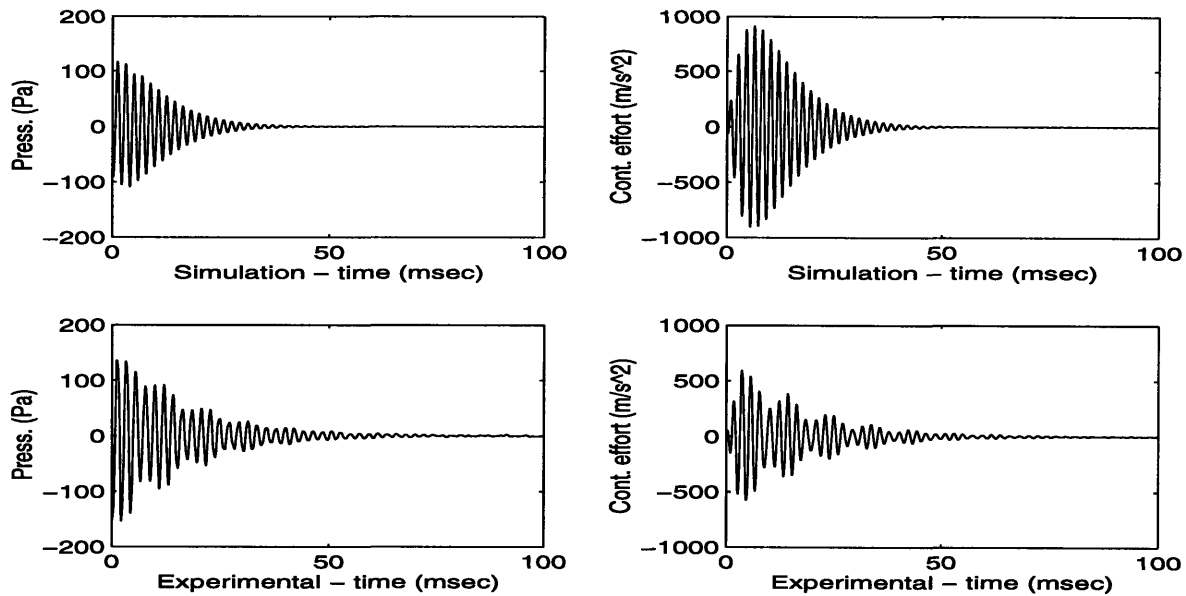 200
100
0
−100
−200
Press. (Pa)
0 50 100
Simulation – time (msec)
1000
500
0
−500
−1000
Cont. effort (m/s^2)
0 50 100
Simulation – time (msec)
200
100
0
−100
−200
Press. (Pa)
0 50 100
Experimental – time (msec)
1000
500
0
−500
−1000
Cont. effort (m/s^2)
0 50 100
Experimental – time (msec)